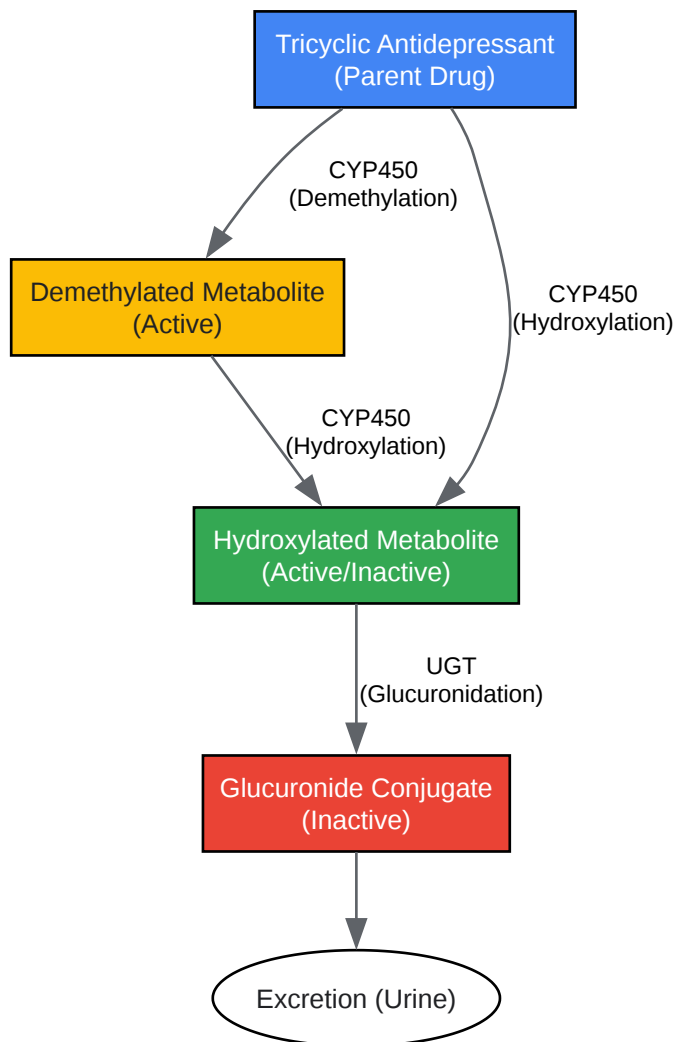 Tricyclic Antidepressant
(Parent Drug)
CYP450
(Demethylation)
Demethylated Metabolite
(Active)
CYP450
(Hydroxylation)
CYP450
(Hydroxylation)
Hydroxylated Metabolite
(Active/Inactive)
UGT
(Glucuronidation)
Glucuronide Conjugate
(Inactive)
Excretion (Urine)